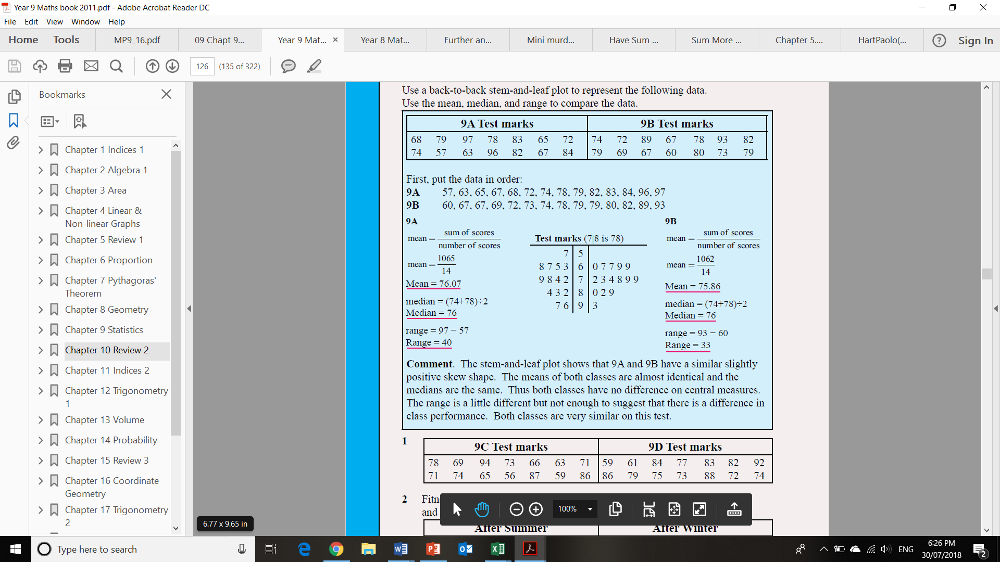 Year 9 Maths book 2011.pdf - Adobe Acrobat Reader DC
File Edit View Window Help
Home Tools MP9_16.pdf 09 Chapt 9... Year 9 Mat... × Year 8 Mat... Further an... Mini murd... Have Sum ... Sum More ... Chapter 5.... HartPaolo(... ? Sign In
126 (135 of 322)
Bookmarks
Chapter 1 Indices 1
Chapter 2 Algebra 1
Chapter 3 Area
Chapter 4 Linear &
Non-linear Graphs
Chapter 5 Review 1
Chapter 6 Proportion
Chapter 7 Pythagoras'
Theorem
Chapter 8 Geometry
Chapter 9 Statistics
Chapter 10 Review 2
Chapter 11 Indices 2
Chapter 12 Trigonometry
1
Chapter 13 Volume
Chapter 14 Probability
Chapter 15 Review 3
Chapter 16 Coordinate
Geometry
Chapter 17 Trigonometry
2
Use a back-to-back stem-and-leaf plot to represent the following data.
Use the mean, median, and range to compare the data.
9A Test marks 9B Test marks
68 79 97 78 83 65 72 74 72 89 67 78 93 82
74 57 63 96 82 67 84 79 69 67 60 80 73 79
First, put the data in order:
9A 57, 63, 65, 67, 68, 72, 74, 78, 79, 82, 83, 84, 96, 97
9B 60, 67, 67, 69, 72, 73, 74, 78, 79, 79, 80, 82, 89, 93
9A
mean = sum of scores
number of scores
mean = 1065
14
Mean = 76.07
median = (74+78)÷2
Median = 76
range = 97 − 57
Range = 40
Test marks (7|8 is 78)
7 5
8 7 5 3 6 0 7 7 9 9
9 8 4 2 7 2 3 4 8 9 9
4 3 2 8 0 2 9
7 6 9 3
9B
mean = sum of scores
number of scores
mean = 1062
14
Mean = 75.86
median = (74+78)÷2
Median = 76
range = 93 − 60
Range = 33
Comment. The stem-and-leaf plot shows that 9A and 9B have a similar slightly
positive skew shape. The means of both classes are almost identical and the
medians are the same. Thus both classes have no difference on central measures.
The range is a little different but not enough to suggest that there is a difference in
class performance. Both classes are very similar on this test.
1
9C Test marks 9D Test marks
78 69 94 73 66 63 71 59 61 84 77 83 82 92
71 74 65 56 87 59 86 86 79 75 73 88 72 74
2 Fitn
and
100%
After Summer After Winter
6.77 x 9.65 in
Type here to search
ENG
6:26 PM
30/07/2018
2